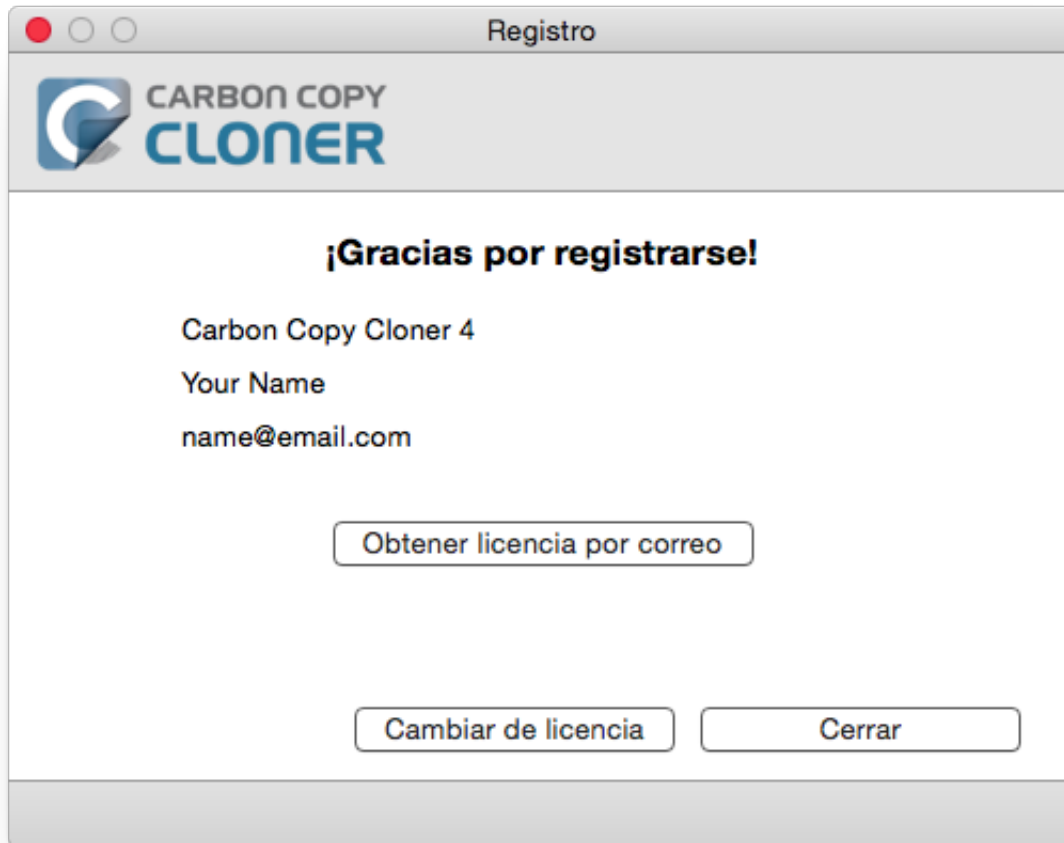 Registro
CARBON COPY
CLONER
¡Gracias por registrarse!
Carbon Copy Cloner 4
Your Name
name@email.com
Obtener licencia por correo
Cambiar de licencia
Cerrar